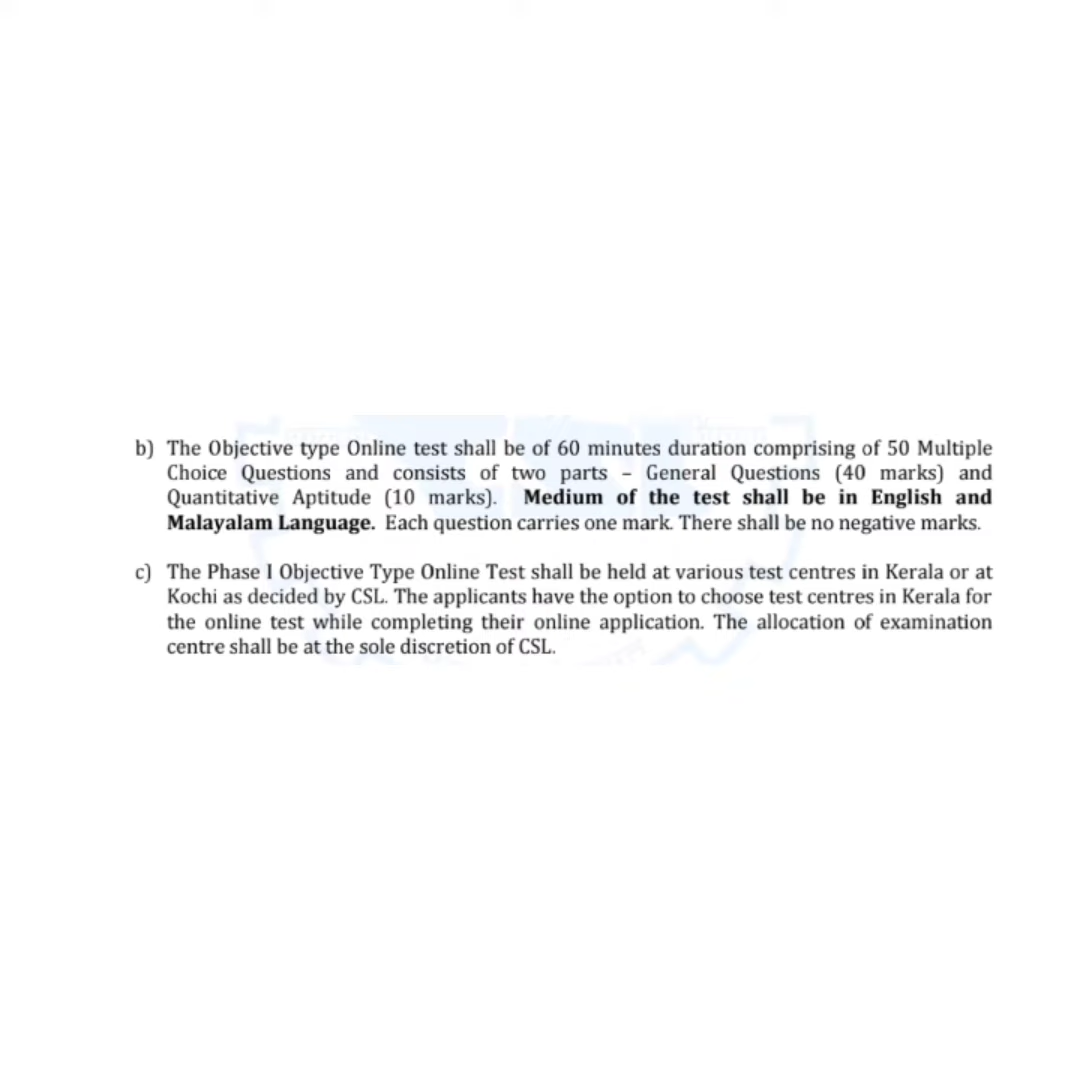 b) The Objective type Online test shall be of 60 minutes duration comprising of 50 Multiple
Choice Questions and consists of two parts – General Questions (40 marks) and
Quantitative Aptitude (10 marks). Medium of the test shall be in English and
Malayalam Language. Each question carries one mark. There shall be no negative marks.
c) The Phase I Objective Type Online Test shall be held at various test centres in Kerala or at
Kochi as decided by CSL. The applicants have the option to choose test centres in Kerala for
the online test while completing their online application. The allocation of examination
centre shall be at the sole discretion of CSL.